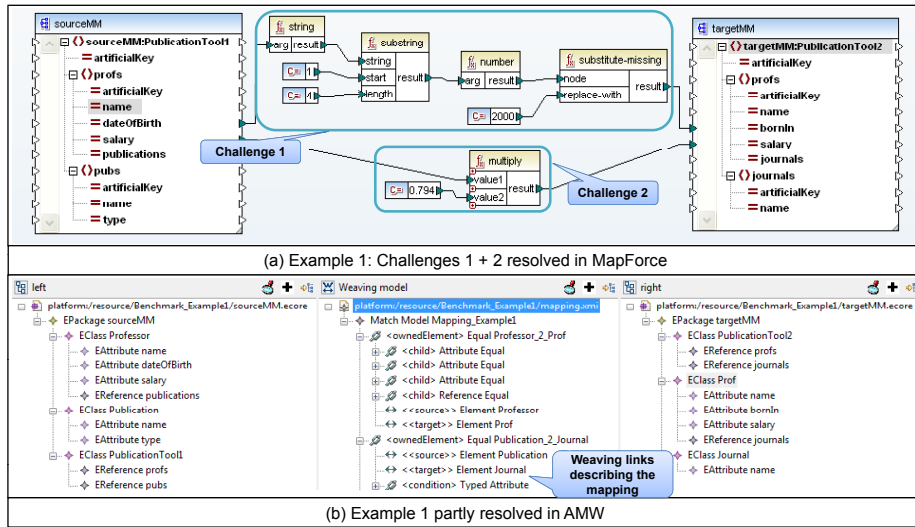 sourceMM
sourceMM:PublicationTool1
artificialKey
profs
artificialKey
name
dateOfBirth
salary
publications
pubs
artificialKey
name
type
string
arg result
C= 1
C= 4
substring
string
start
length
result
number
arg result
substitute-missing
node
replace-with
result
C= 2000
Challenge 1
multiply
value1
value2
result
C= 0.794
Challenge 2
targetMM
targetMM:PublicationTool2
artificialKey
profs
artificialKey
name
bornIn
salary
journals
journals
artificialKey
name
(a) Example 1: Challenges 1 + 2 resolved in MapForce
left
platform:/resource/Benchmark_Example1/sourceMM.ecore
EPackage sourceMM
EClass Professor
EAttribute name
EAttribute dateOfBirth
EAttribute salary
EReference publications
EClass Publication
EAttribute name
EAttribute type
EClass PublicationTool1
EReference profs
EReference pubs
Weaving model
platform:/resource/Benchmark_Example1/mapping.xmi
Match Model Mapping_Example1
<ownedElement> Equal Professor_2_Prof
<child> Attribute Equal
<child> Attribute Equal
<child> Reference Equal
<<source>> Element Professor
<<target>> Element Prof
<ownedElement> Equal Publication_2_Journal
<<source>> Element Publication
<<target>> Element Journal
<condition> Typed Attribute
Weaving links
describing the
mapping
right
platform:/resource/Benchmark_Example1/targetMM.ecore
EPackage targetMM
EClass PublicationTool2
EReference profs
EReference journals
EClass Prof
EAttribute name
EAttribute bornIn
EAttribute salary
EReference journals
EClass Journal
EAttribute name
(b) Example 1 partly resolved in AMW